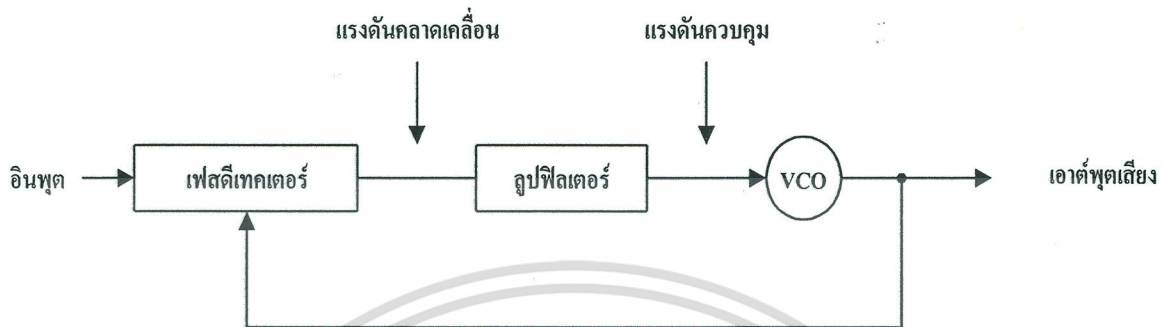 แรงดันคลาดเคลื่อน
แรงดันควบคุม
อินพุต
เฟสดีเทคเตอร์
ลูปฟิลเตอร์
VCO
เอาต์พุตเสียง